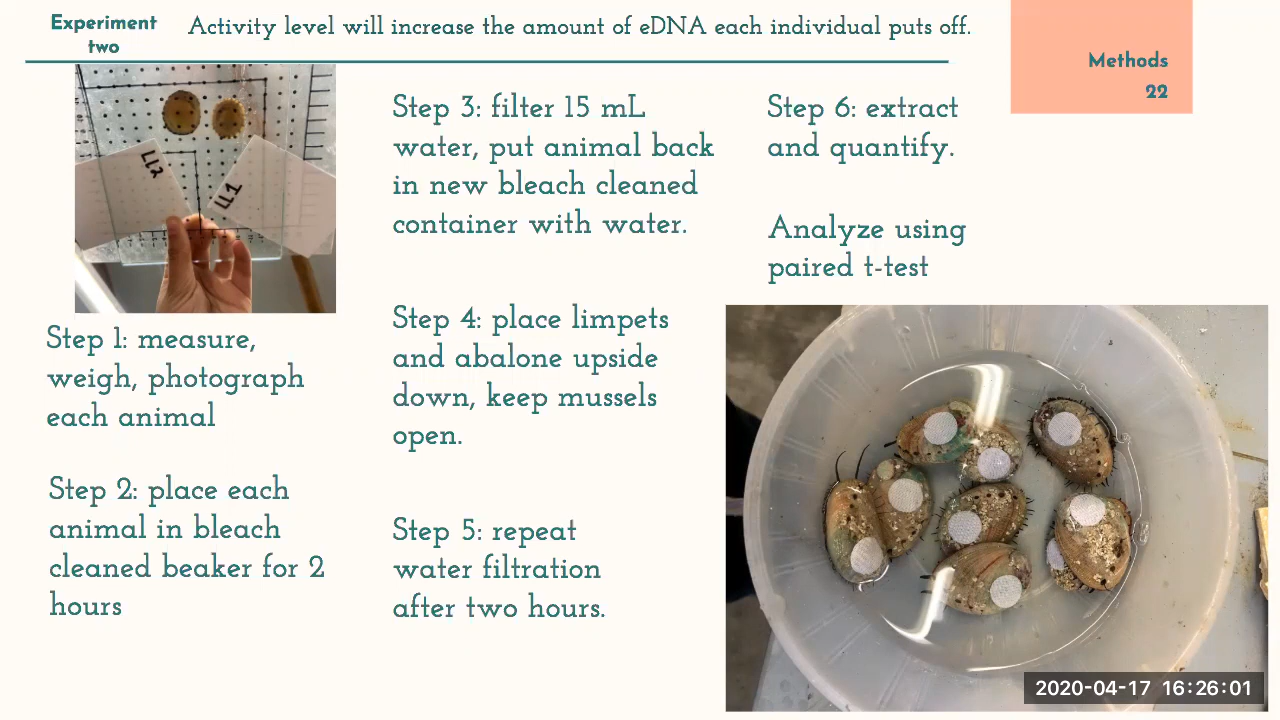 Experiment
two
Activity level will increase the amount of eDNA each individual puts off.
Methods
22
LL2
LL1
Step 1: measure,
weigh, photograph
each animal
Step 2: place each
animal in bleach
cleaned beaker for 2
hours
Step 3: filter 15 mL
water, put animal back
in new bleach cleaned
container with water.
Step 4: place limpets
and abalone upside
down, keep mussels
open.
Step 5: repeat
water filtration
after two hours.
Step 6: extract
and quantify.
Analyze using
paired t-test
2020-04-17 16:26:01